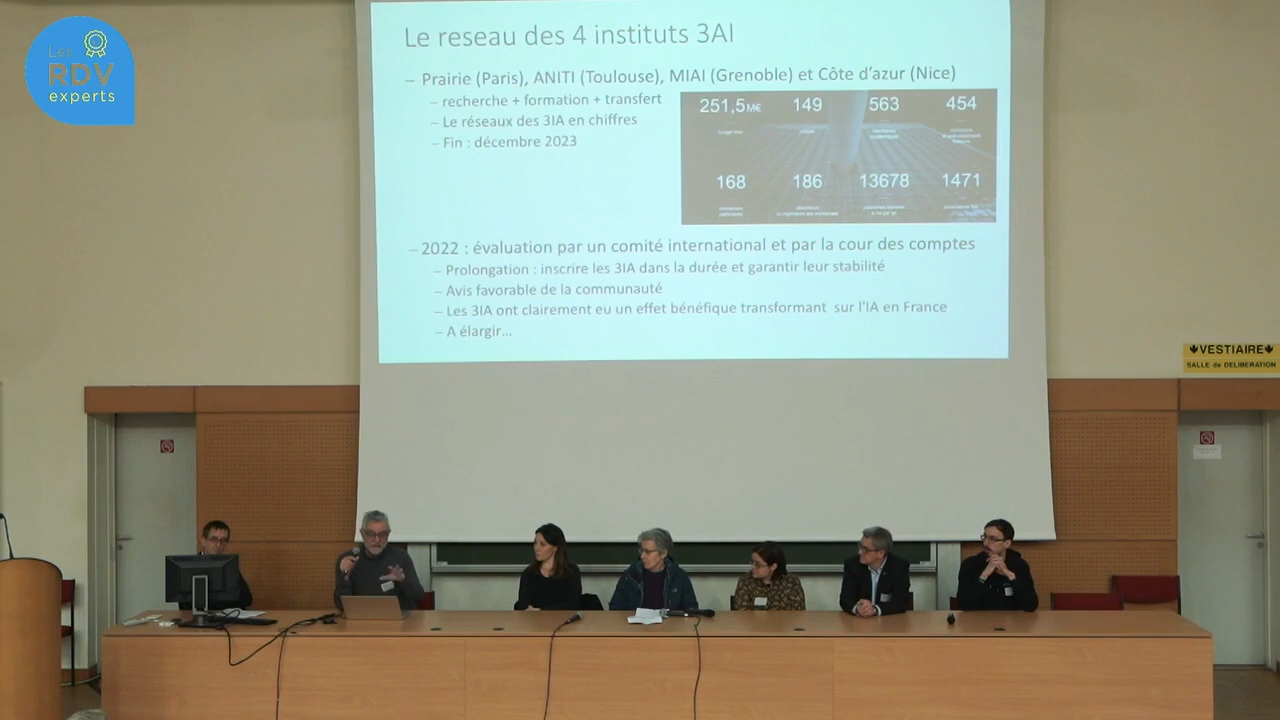 Les
RDV
experts
Le reseau des 4 instituts 3AI
– Prairie (Paris), ANITI (Toulouse), MIAI (Grenoble) et Côte d’azur (Nice)
– recherche + formation + transfert
– Le réseaux des 3IA en chiffres
– Fin : décembre 2023
251,5M€ 149 563 454
168 186 13678 1471
– 2022 : évaluation par un comité international et par la cour des comptes
– Prolongation : inscrire les 3IA dans la durée et garantir leur stabilité
– Avis favorable de la communauté
– Les 3IA ont clairement eu un effet bénéfique transformant sur l'IA en France
– A élargir...
VESTIAIRE
SALLE de DELIBERATION